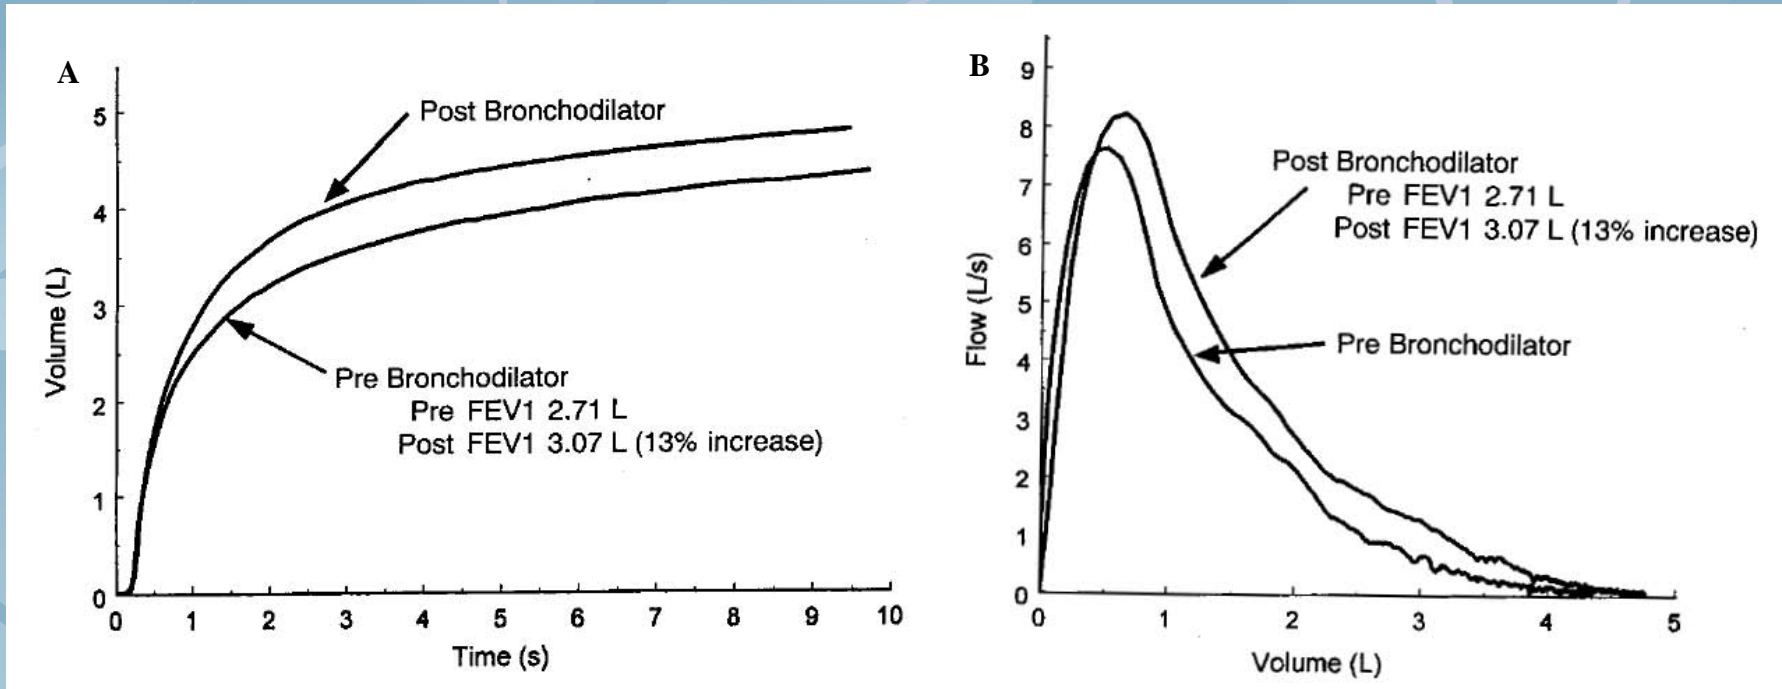 A
Post Bronchodilator
Pre Bronchodilator
Pre FEV1 2.71 L
Post FEV1 3.07 L (13% increase)
Volume (L)
5
4
3
2
1
0
0 1 2 3 4 5 6 7 8 9 10
Time (s)
B
Post Bronchodilator
Pre FEV1 2.71 L
Post FEV1 3.07 L (13% increase)
Pre Bronchodilator
Flow (L/s)
9
8
7
6
5
4
3
2
1
0
0 1 2 3 4 5
Volume (L)